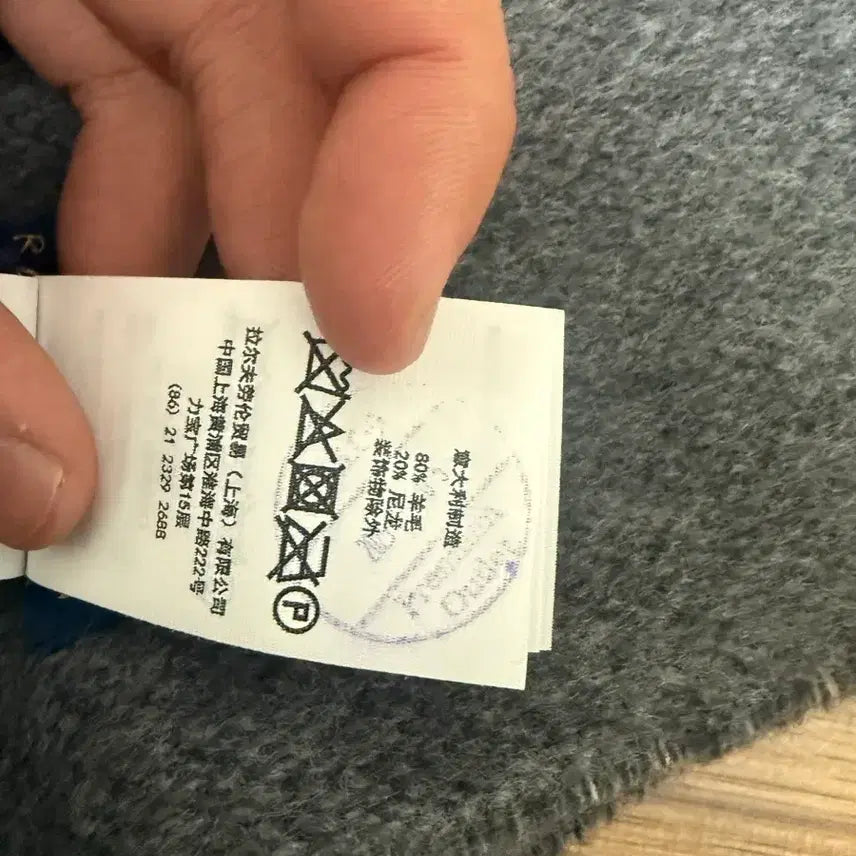 意大利制造
80% 羊毛
20% 尼龙
装饰物除外
P
拉尔夫劳伦贸易（上海）有限公司
中国上海黄浦区淮海中路222号
力宝广场第15层
(86) 21 2329 2688